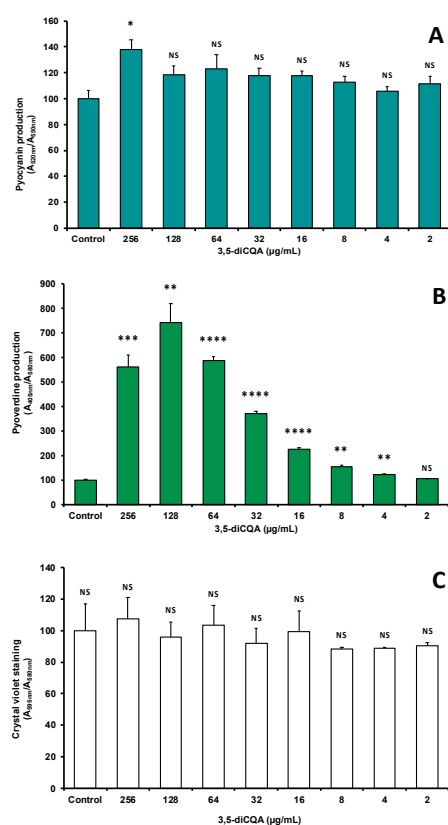 A
160
140
120
100
80
60
40
20
0
Pyocyanin production
(A520nm/A580nm)
* NS NS NS NS NS NS NS
Control 256 128 64 32 16 8 4 2
3,5-diCQA (µg/mL)
B
900
800
700
600
500
400
300
200
100
0
Pyoverdine production
(A405nm/A580nm)
*** ** **** **** **** ** ** NS
Control 256 128 64 32 16 8 4 2
3,5-diCQA (µg/mL)
C
140
120
100
80
60
40
20
0
Crystal violet staining
(A595nm/A580nm)
NS NS NS NS NS NS NS NS NS
Control 256 128 64 32 16 8 4 2
3,5-diCQA (µg/mL)